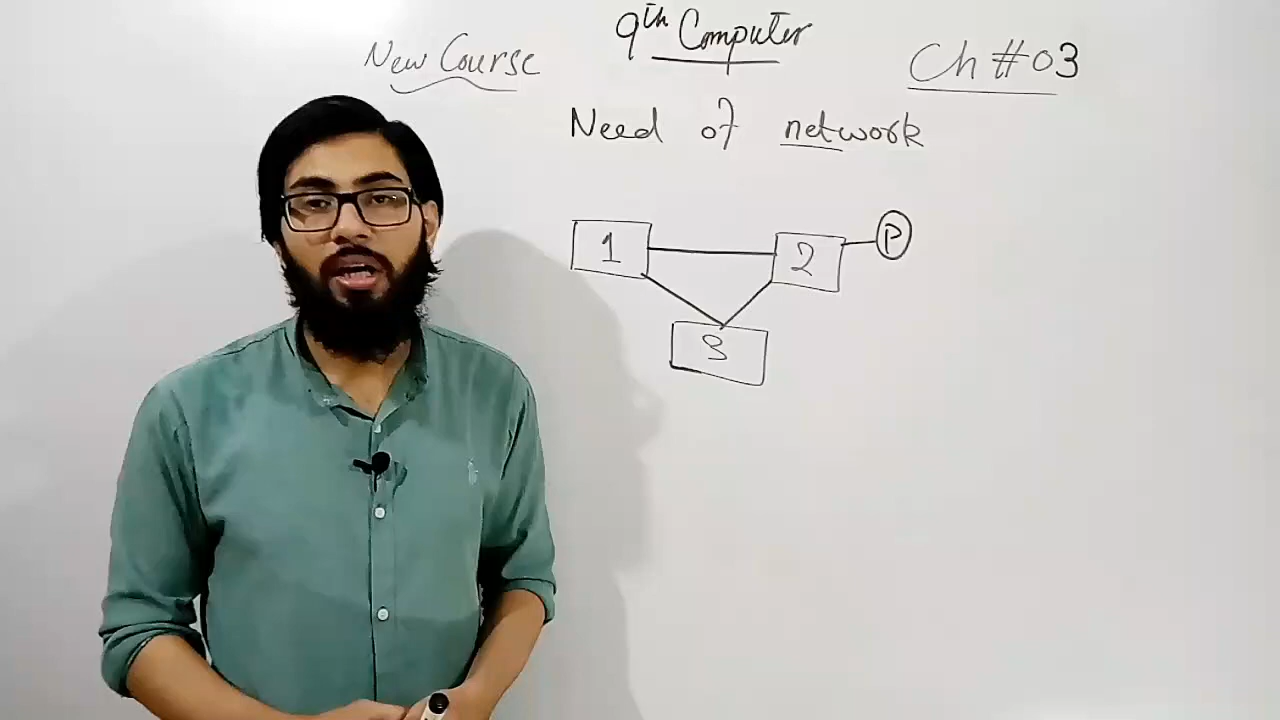 New Course
9th Computer
Ch # 03
Need of network
1
2
P
3